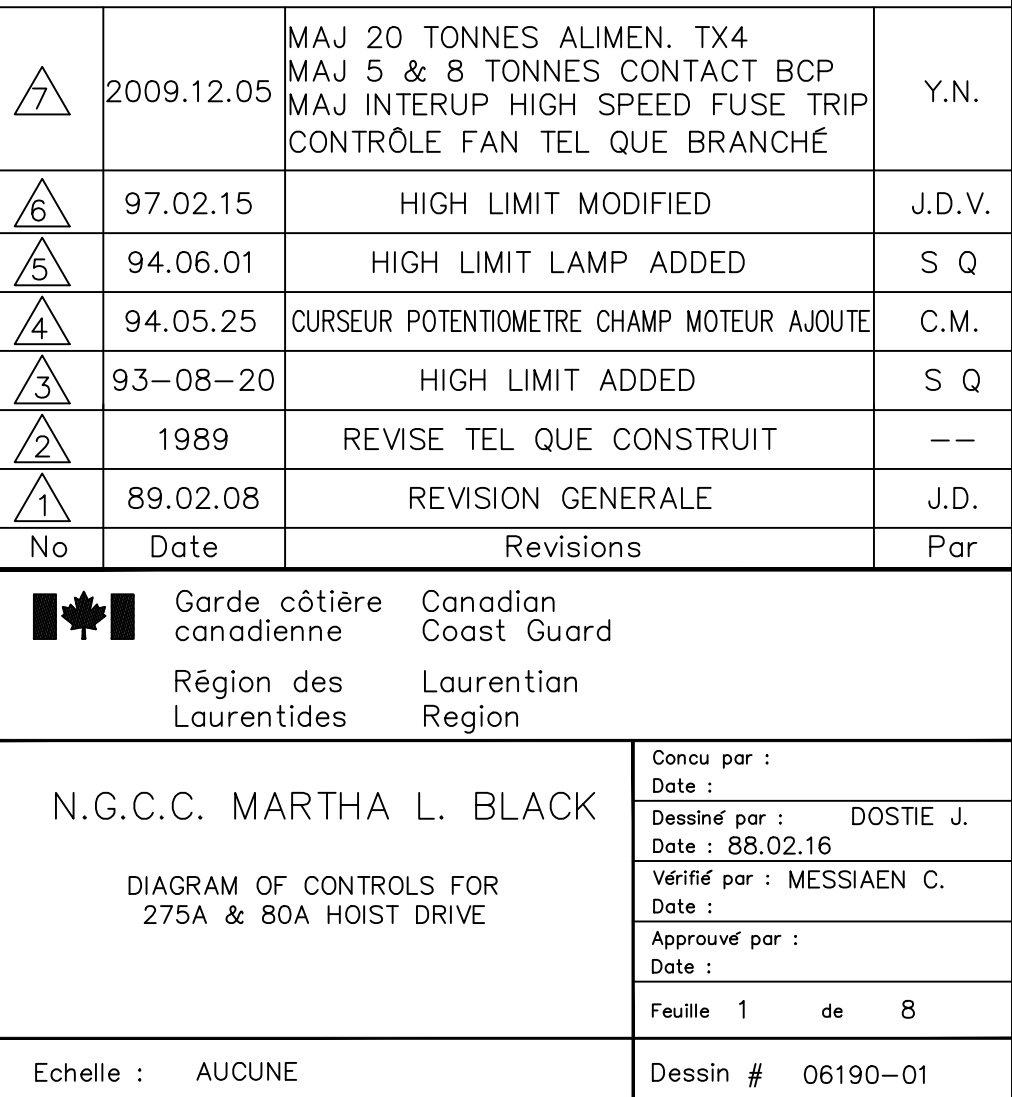 7 2009.12.05 MAJ 20 TONNES ALIMEN. TX4
MAJ 5 & 8 TONNES CONTACT BCP
MAJ INTERUP HIGH SPEED FUSE TRIP
CONTRÔLE FAN TEL QUE BRANCHÉ
Y.N.
6 97.02.15 HIGH LIMIT MODIFIED J.D.V.
5 94.06.01 HIGH LIMIT LAMP ADDED S Q
4 94.05.25 CURSEUR POTENTIOMETRE CHAMP MOTEUR AJOUTE C.M.
3 93-08-20 HIGH LIMIT ADDED S Q
2 1989 REVISE TEL QUE CONSTRUIT --
1 89.02.08 REVISION GENERALE J.D.
No Date Revisions Par
Garde côtière
canadienne
Canadian
Coast Guard
Région des
Laurentides
Laurentian
Region
N.G.C.C. MARTHA L. BLACK
DIAGRAM OF CONTROLS FOR
275A & 80A HOIST DRIVE
Concu par :
Date :
Dessiné par : DOSTIE J.
Date : 88.02.16
Vérifié par : MESSIAEN C.
Date :
Approuvé par :
Date :
Feuille 1 de 8
Echelle : AUCUNE
Dessin # 06190-01